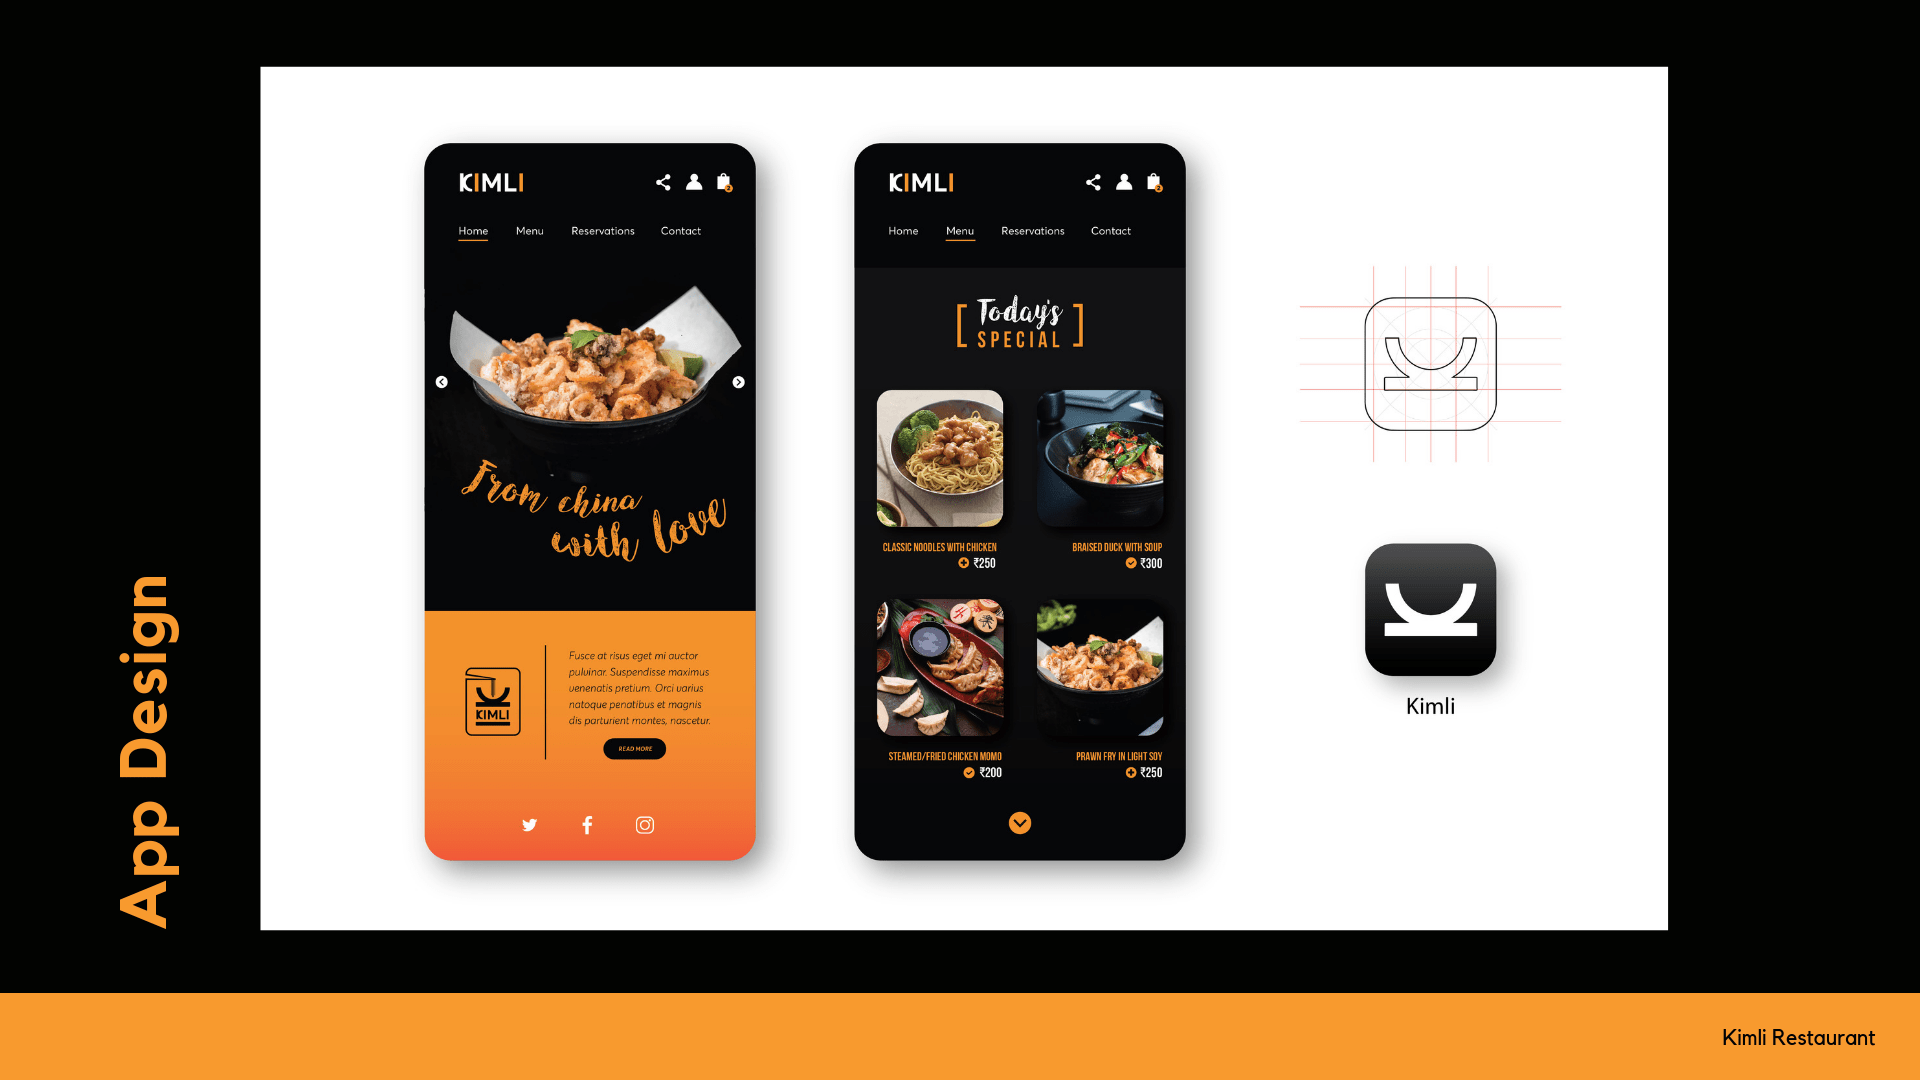 App Design
KIMLI
2
Home Menu Reservations Contact
From china
with love
KIMLI
Fusce at risus eget mi auctor
pulvinar. Suspendisse maximus
venenatis pretium. Orci varius
natoque penatibus et magnis
dis parturient montes, nascetur.
READ MORE
KIMLI
2
Home Menu Reservations Contact
Today's
SPECIAL
CLASSIC NOODLES WITH CHICKEN
₹250
BRAISED DUCK WITH SOUP
₹300
STEAMED/FRIED CHICKEN MOMO
₹200
PRAWN FRY IN LIGHT SOY
₹250
Kimli
Kimli Restaurant